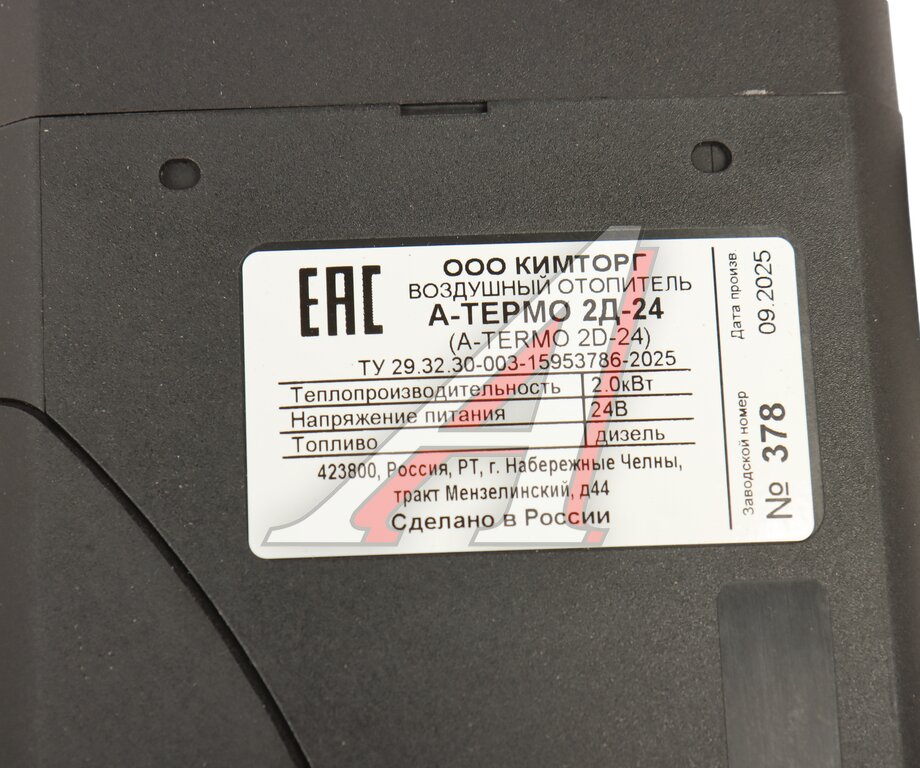 ЕАС
ООО КИМТОРГ
ВОЗДУШНЫЙ ОТОПИТЕЛЬ
А-ТЕРМО 2Д-24
(A-TERMO 2D-24)
ТУ 29.32.30-003-15953786-2025
Теплопроизводительность 2.0кВт
Напряжение питания 24В
Топливо дизель
423800, Россия, РТ, г. Набережные Челны,
тракт Мензелинский, д44
Сделано в России
Дата произв
09.2025
Заводской номер
№ 378